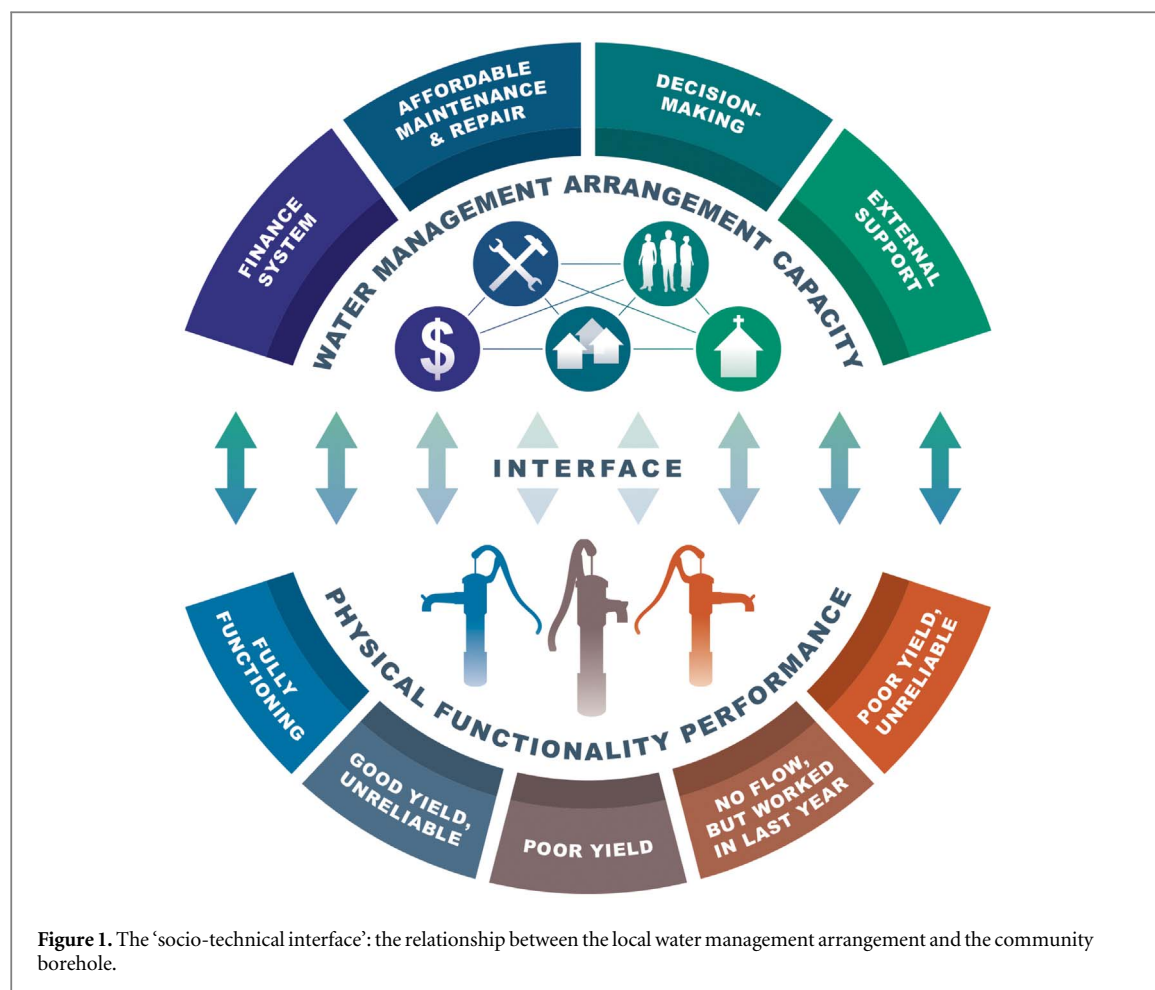 FINANCE
SYSTEM
AFFORDABLE
MAINTENANCE
& REPAIR
DECISION-
MAKING
EXTERNAL
SUPPORT
WATER MANAGEMENT ARRANGEMENT CAPACITY
$
INTERFACE
PHYSICAL FUNCTIONALITY PERFORMANCE
FULLY
FUNCTIONING
GOOD YIELD,
UNRELIABLE
POOR YIELD
NO FLOW,
BUT WORKED
IN LAST YEAR
POOR YIELD,
UNRELIABLE
Figure 1. The ‘socio-technical interface’: the relationship between the local water management arrangement and the community
borehole.